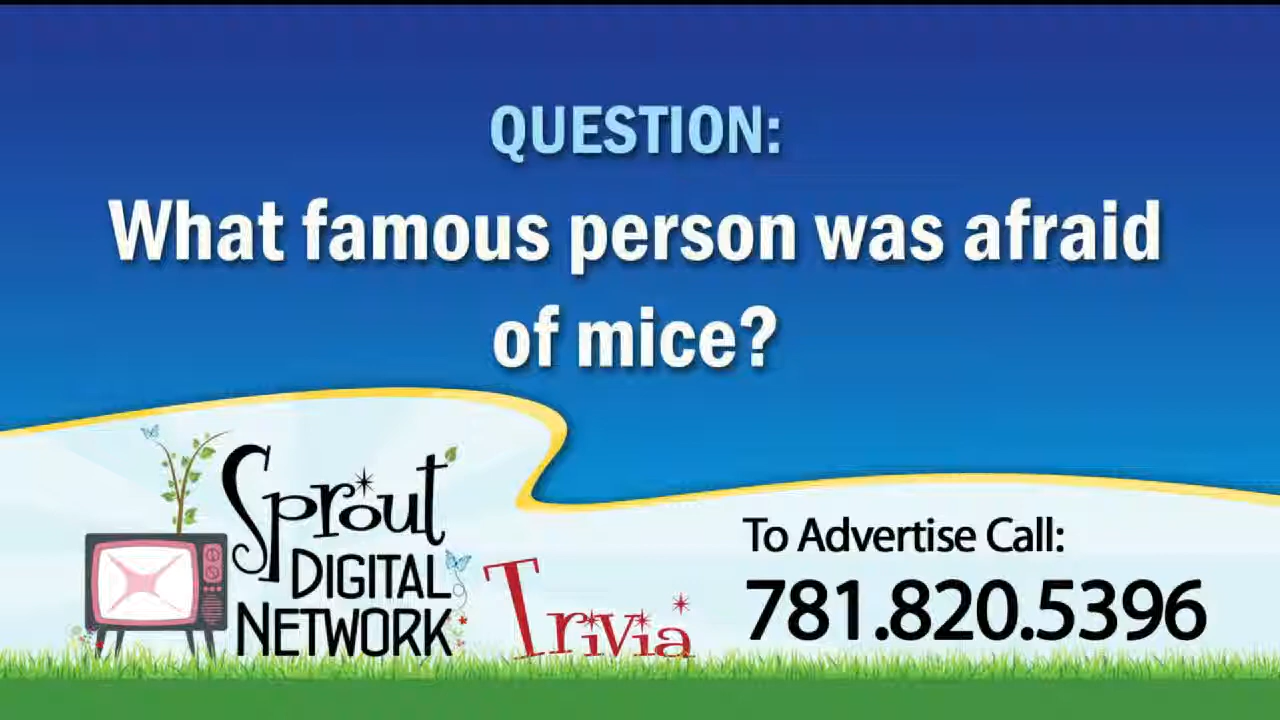 QUESTION:
What famous person was afraid
of mice?
Sprout
DIGITAL
NETWORK
Trivia
To Advertise Call:
781.820.5396